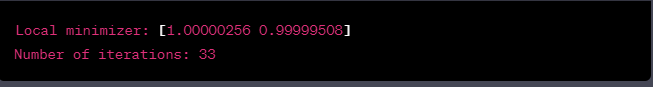 Local minimizer: [1.00000256 0.99999508]
Number of iterations: 33